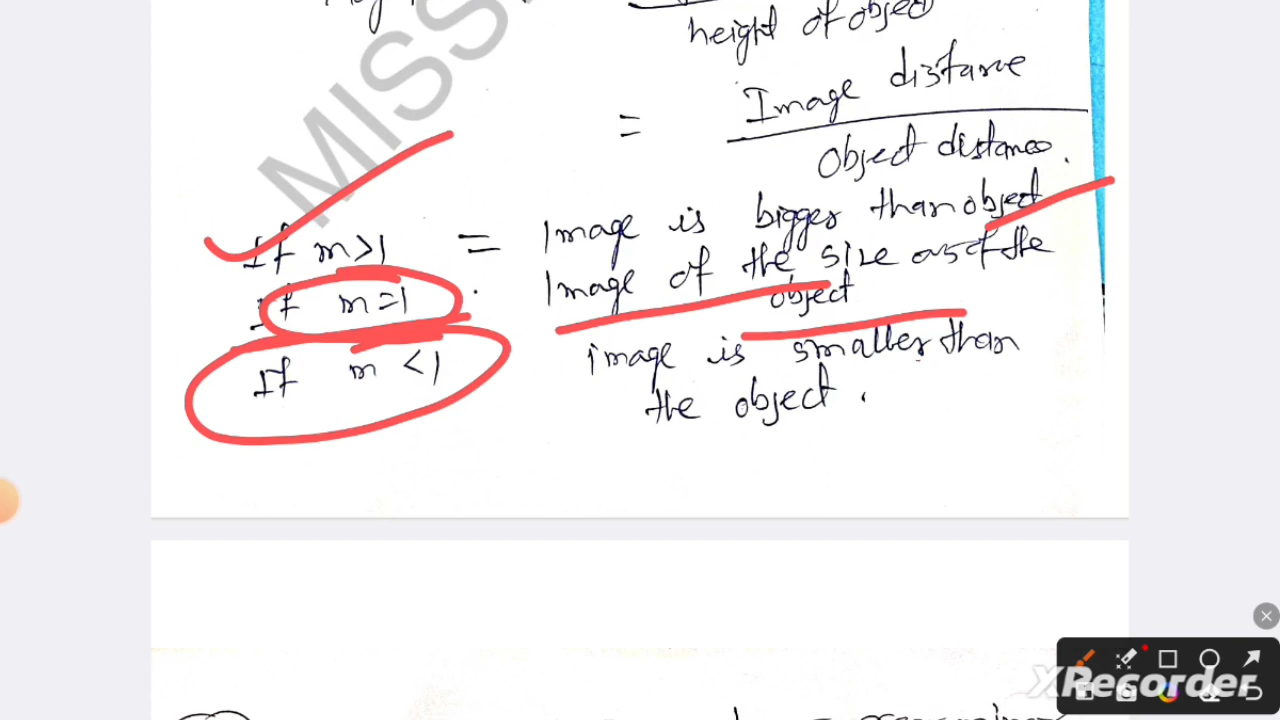 height of object
= Image distance
Object distance.
MISS
If m>1 = Image is bigger than object
If m=1 . Image of the size as of the
object
If m <1 image is smaller than
the object.
XRecorder